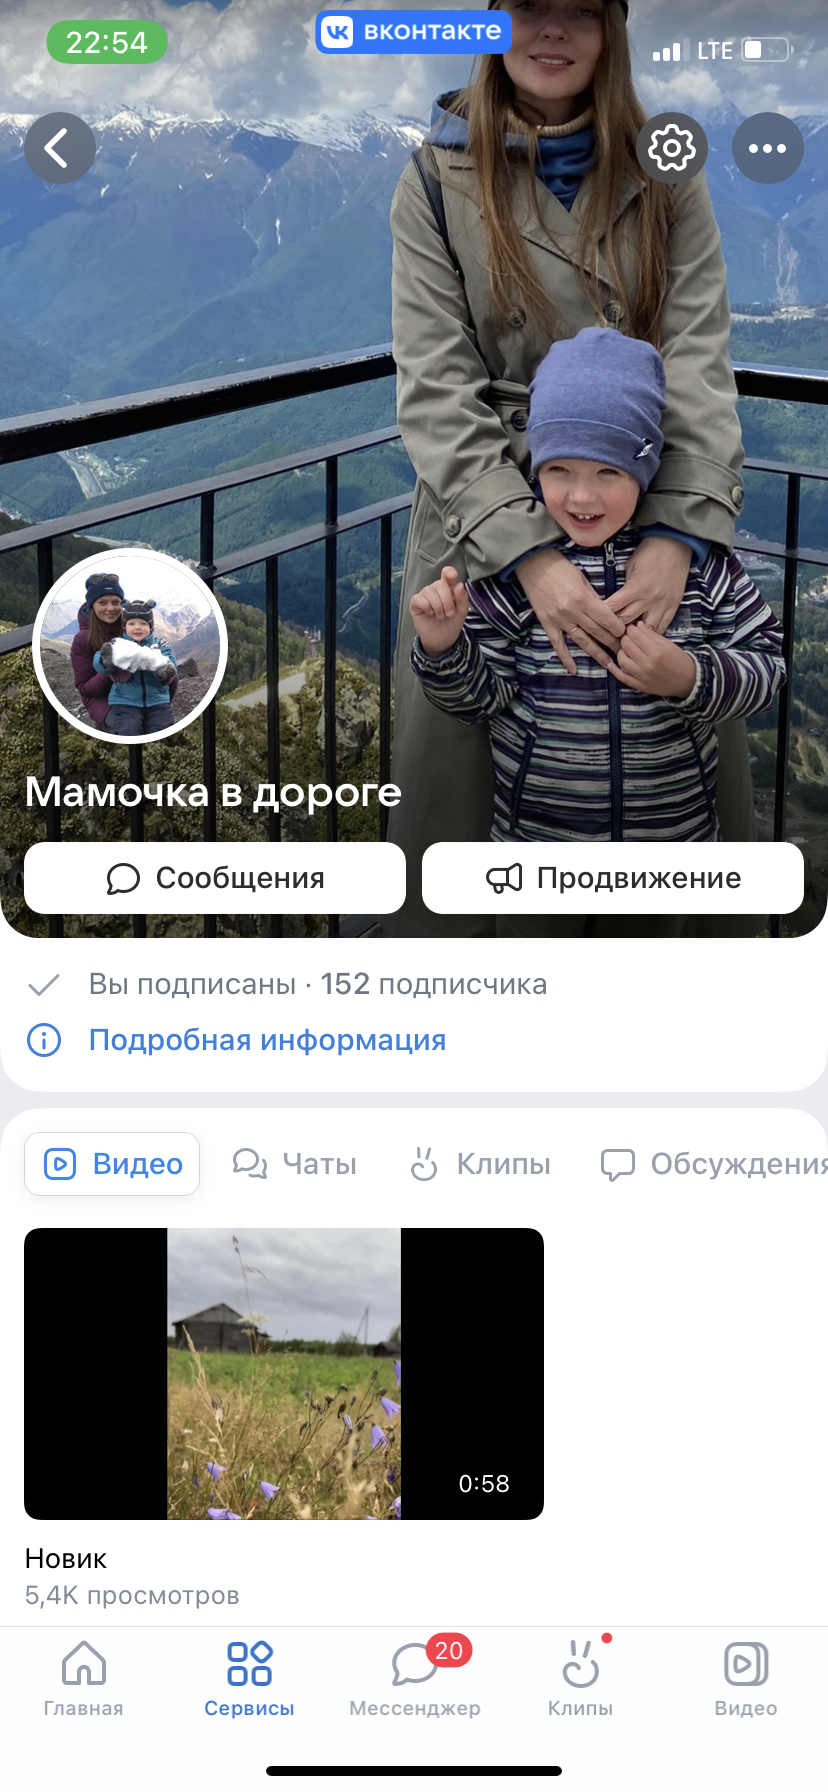 22:54
вконтакте
LTE
Мамочка в дороге
Сообщения
Продвижение
Вы подписаны · 152 подписчика
Подробная информация
Видео
Чаты
Клипы
Обсуждения
0:58
Новик
5,4K просмотров
20
Главная
Сервисы
Мессенджер
Клипы
Видео